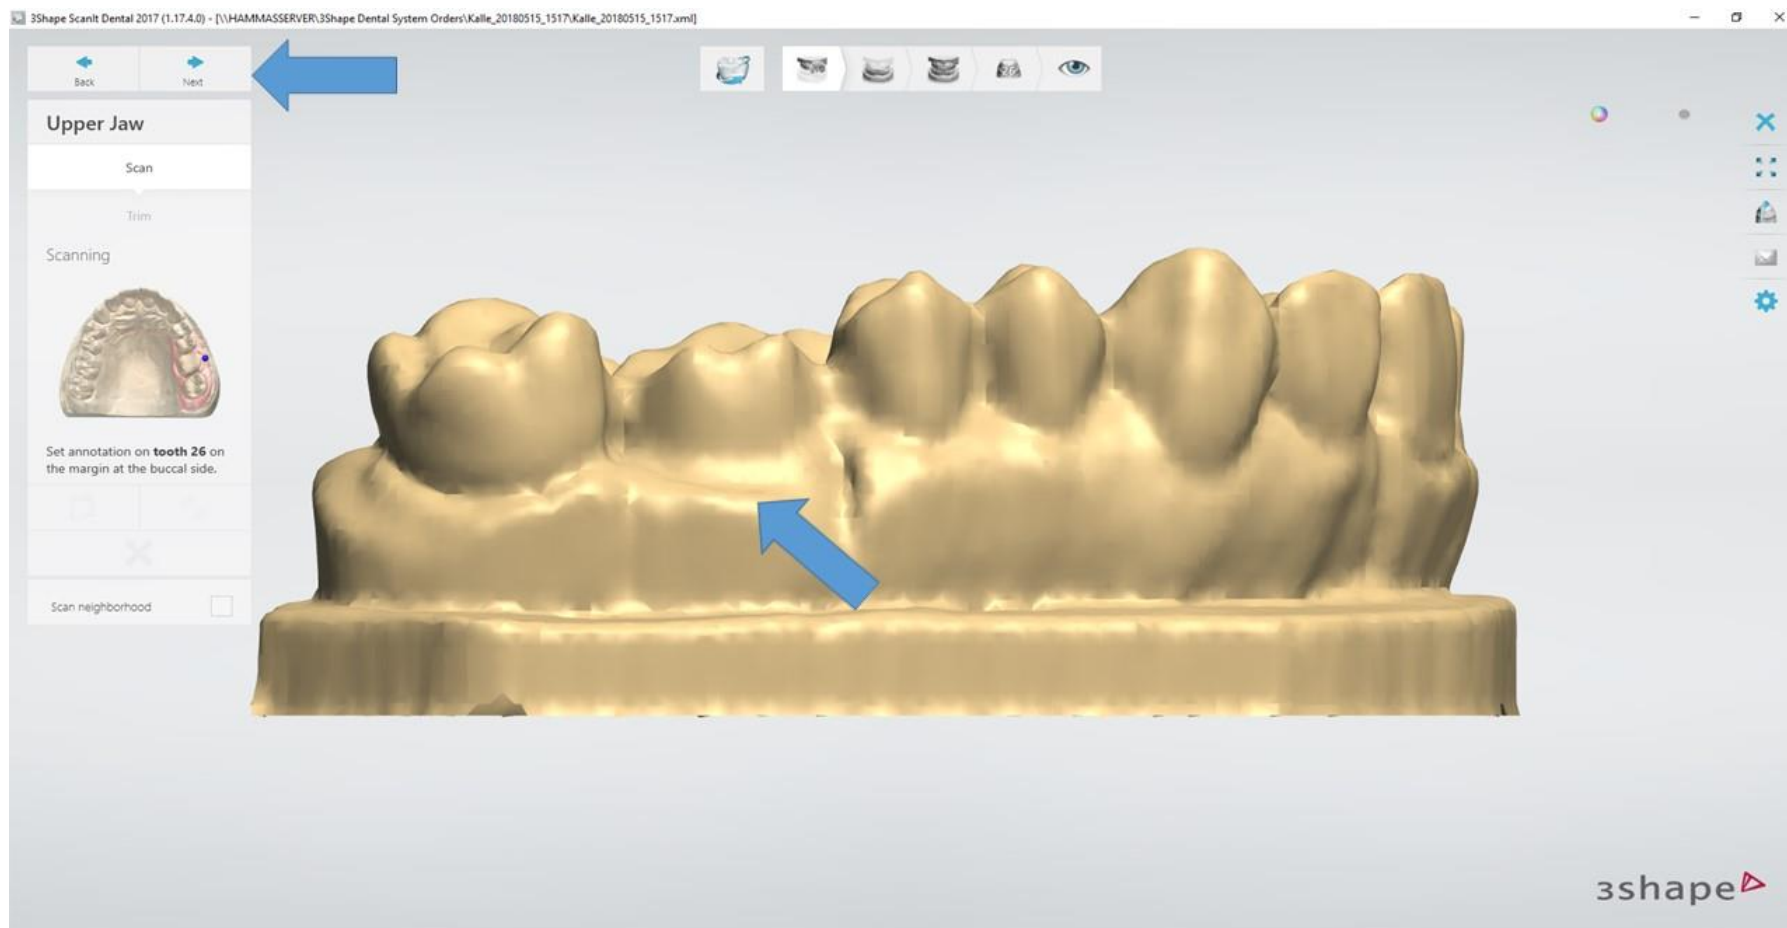 3Shape ScanIt Dental 2017 (1.17.4.0) - [\\HAMMASSERVER\3Shape Dental System Orders\Kalle_20180515_1517\Kalle_20180515_1517.xml]
Back
Next
Upper Jaw
Scan
Trim
Scanning
Set annotation on tooth 26 on
the margin at the buccal side.
Scan neighborhood
3shape